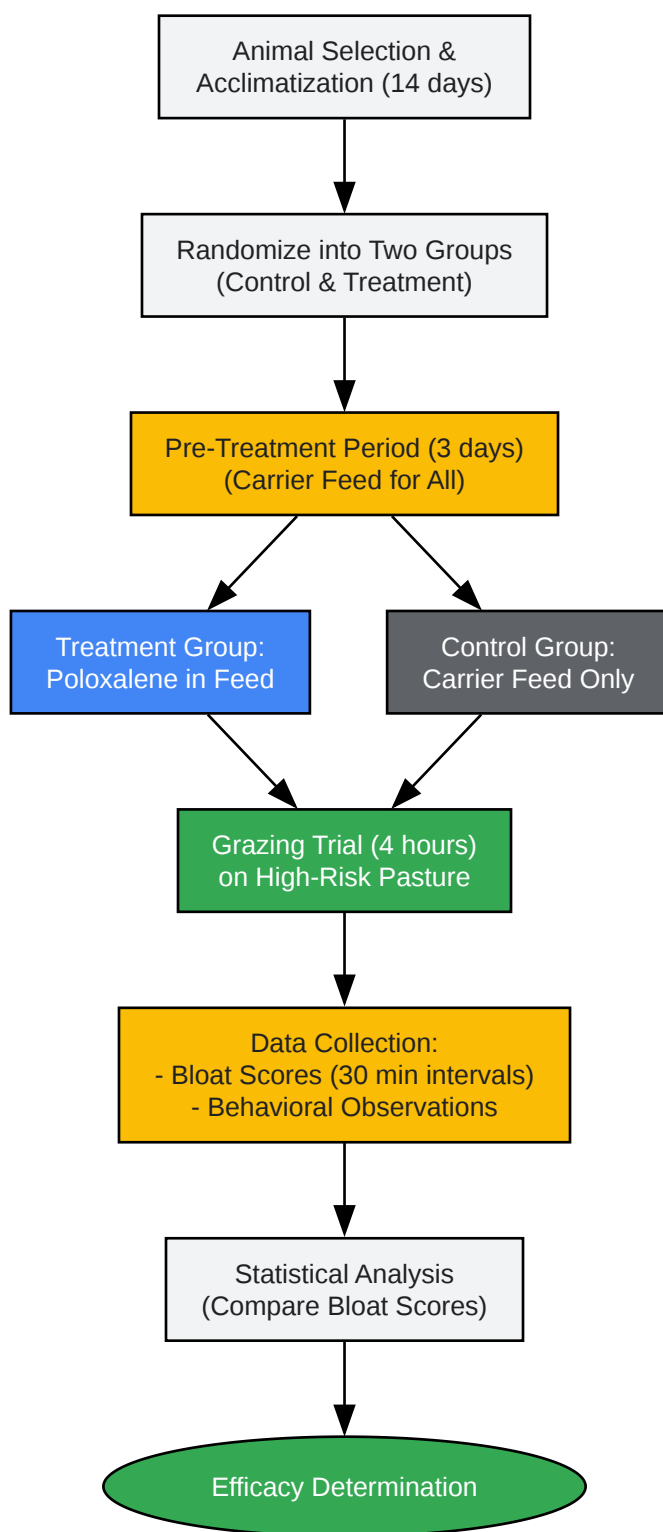 Animal Selection &
Acclimatization (14 days)
Randomize into Two Groups
(Control & Treatment)
Pre-Treatment Period (3 days)
(Carrier Feed for All)
Treatment Group:
Poloxalene in Feed
Control Group:
Carrier Feed Only
Grazing Trial (4 hours)
on High-Risk Pasture
Data Collection:
- Bloat Scores (30 min intervals)
- Behavioral Observations
Statistical Analysis
(Compare Bloat Scores)
Efficacy Determination